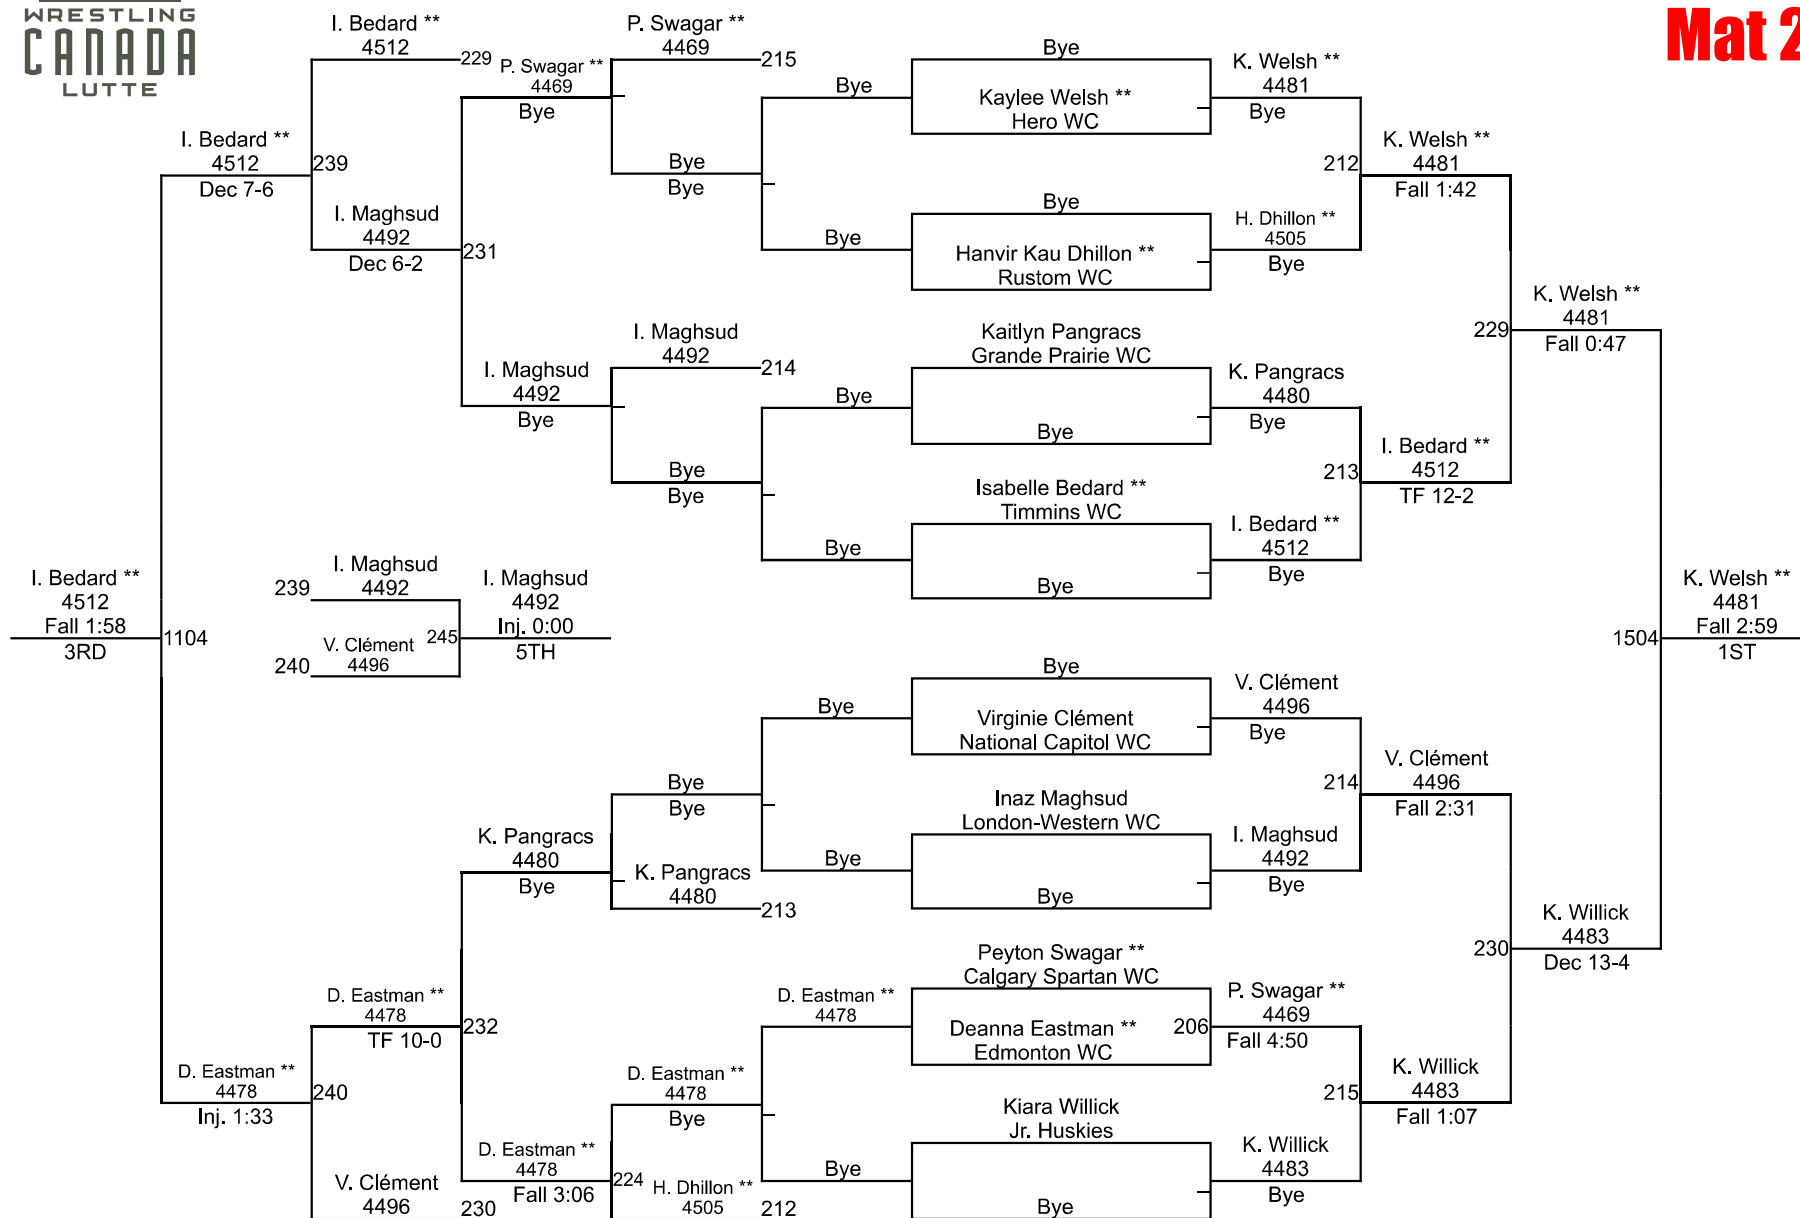 WRESTLING
CANADA
LUTTE
Mat 2
I. Bedard **
4512
229
P. Swagar **
4469
Bye
P. Swagar **
4469
215
Bye
Kaylee Welsh **
Hero WC
Bye
K. Welsh **
4481
Bye
I. Bedard **
4512
Dec 7-6
239
Bye
Bye
212
K. Welsh **
4481
Fall 1:42
I. Maghsud
4492
Dec 6-2
231
Bye
Bye
Hanvir Kau Dhillon **
Rustom WC
H. Dhillon **
4505
Bye
K. Welsh **
4481
Fall 0:47
229
I. Maghsud
4492
Bye
I. Maghsud
4492
214
Bye
Kaitlyn Pangracs
Grande Prairie WC
Bye
K. Pangracs
4480
Bye
Bye
Bye
213
I. Bedard **
4512
TF 12-2
Bye
Isabelle Bedard **
Timmins WC
Bye
I. Bedard **
4512
Bye
I. Bedard **
4512
Fall 1:58
3RD
1104
239
I. Maghsud
4492
240
V. Clément
4496
245
I. Maghsud
4492
Inj. 0:00
5TH
1504
K. Welsh **
4481
Fall 2:59
1ST
Bye
Bye
Virginie Clément
National Capitol WC
V. Clément
4496
Bye
Bye
Bye
214
V. Clément
4496
Fall 2:31
K. Pangracs
4480
Bye
K. Pangracs
4480
213
Bye
Inaz Maghsud
London-Western WC
Bye
I. Maghsud
4492
Bye
230
K. Willick
4483
Dec 13-4
D. Eastman **
4478
TF 10-0
232
D. Eastman **
4478
Peyton Swagar **
Calgary Spartan WC
Deanna Eastman **
Edmonton WC
206
P. Swagar **
4469
Fall 4:50
D. Eastman **
4478
Inj. 1:33
240
D. Eastman **
4478
Bye
215
K. Willick
4483
Fall 1:07
D. Eastman **
4478
Fall 3:06
224
Bye
Kiara Willick
Jr. Huskies
Bye
K. Willick
4483
Bye
V. Clément
4496
230
H. Dhillon **
4505
212